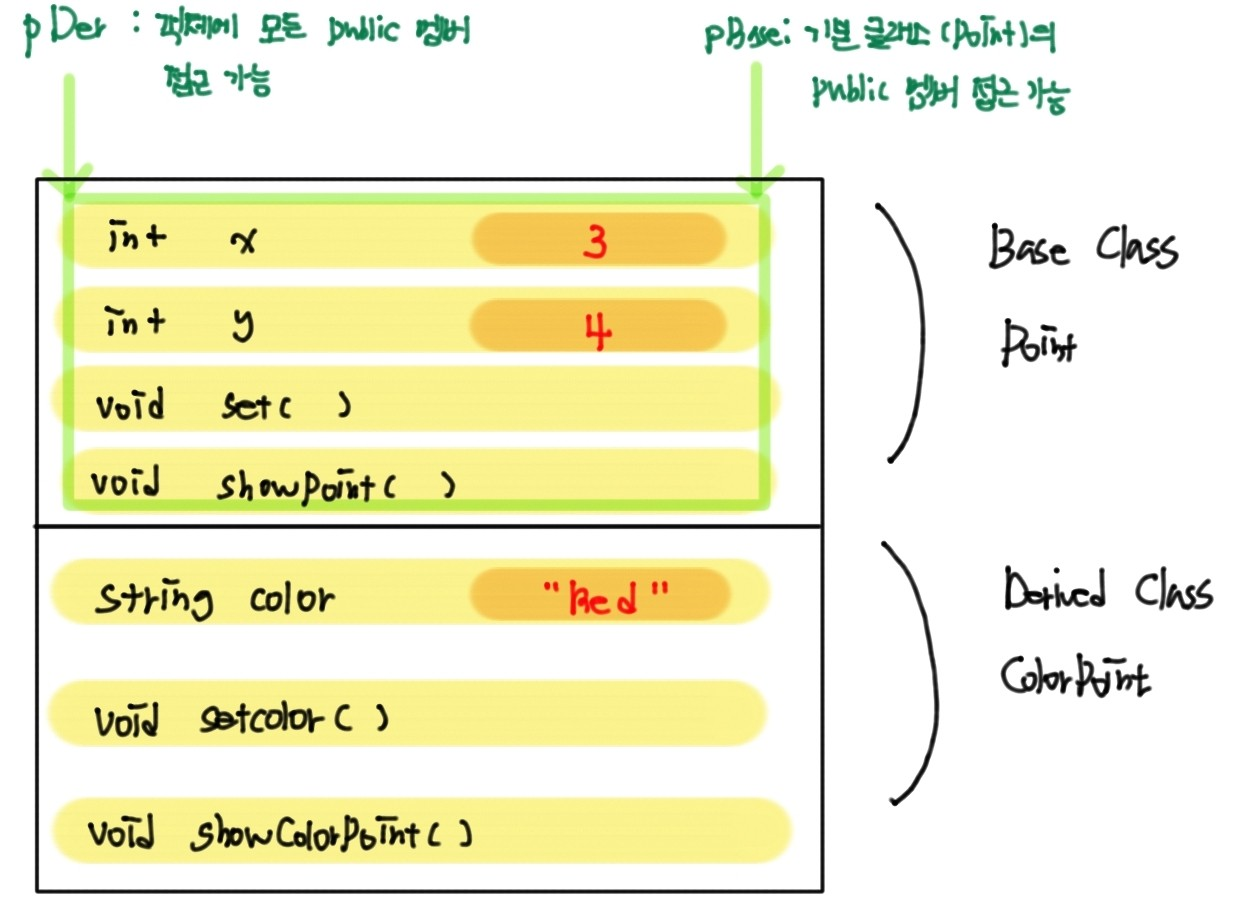 pDer : 객체에 모든 public 멤버
접근 가능
pBase: 기본 클래스 (Point)의
public 멤버 접근 가능
int x 3
int y 4
void set( )
void showPoint( )
Base Class
Point
String color "Red"
void setcolor( )
void showColorPoint( )
Derived Class
ColorPoint